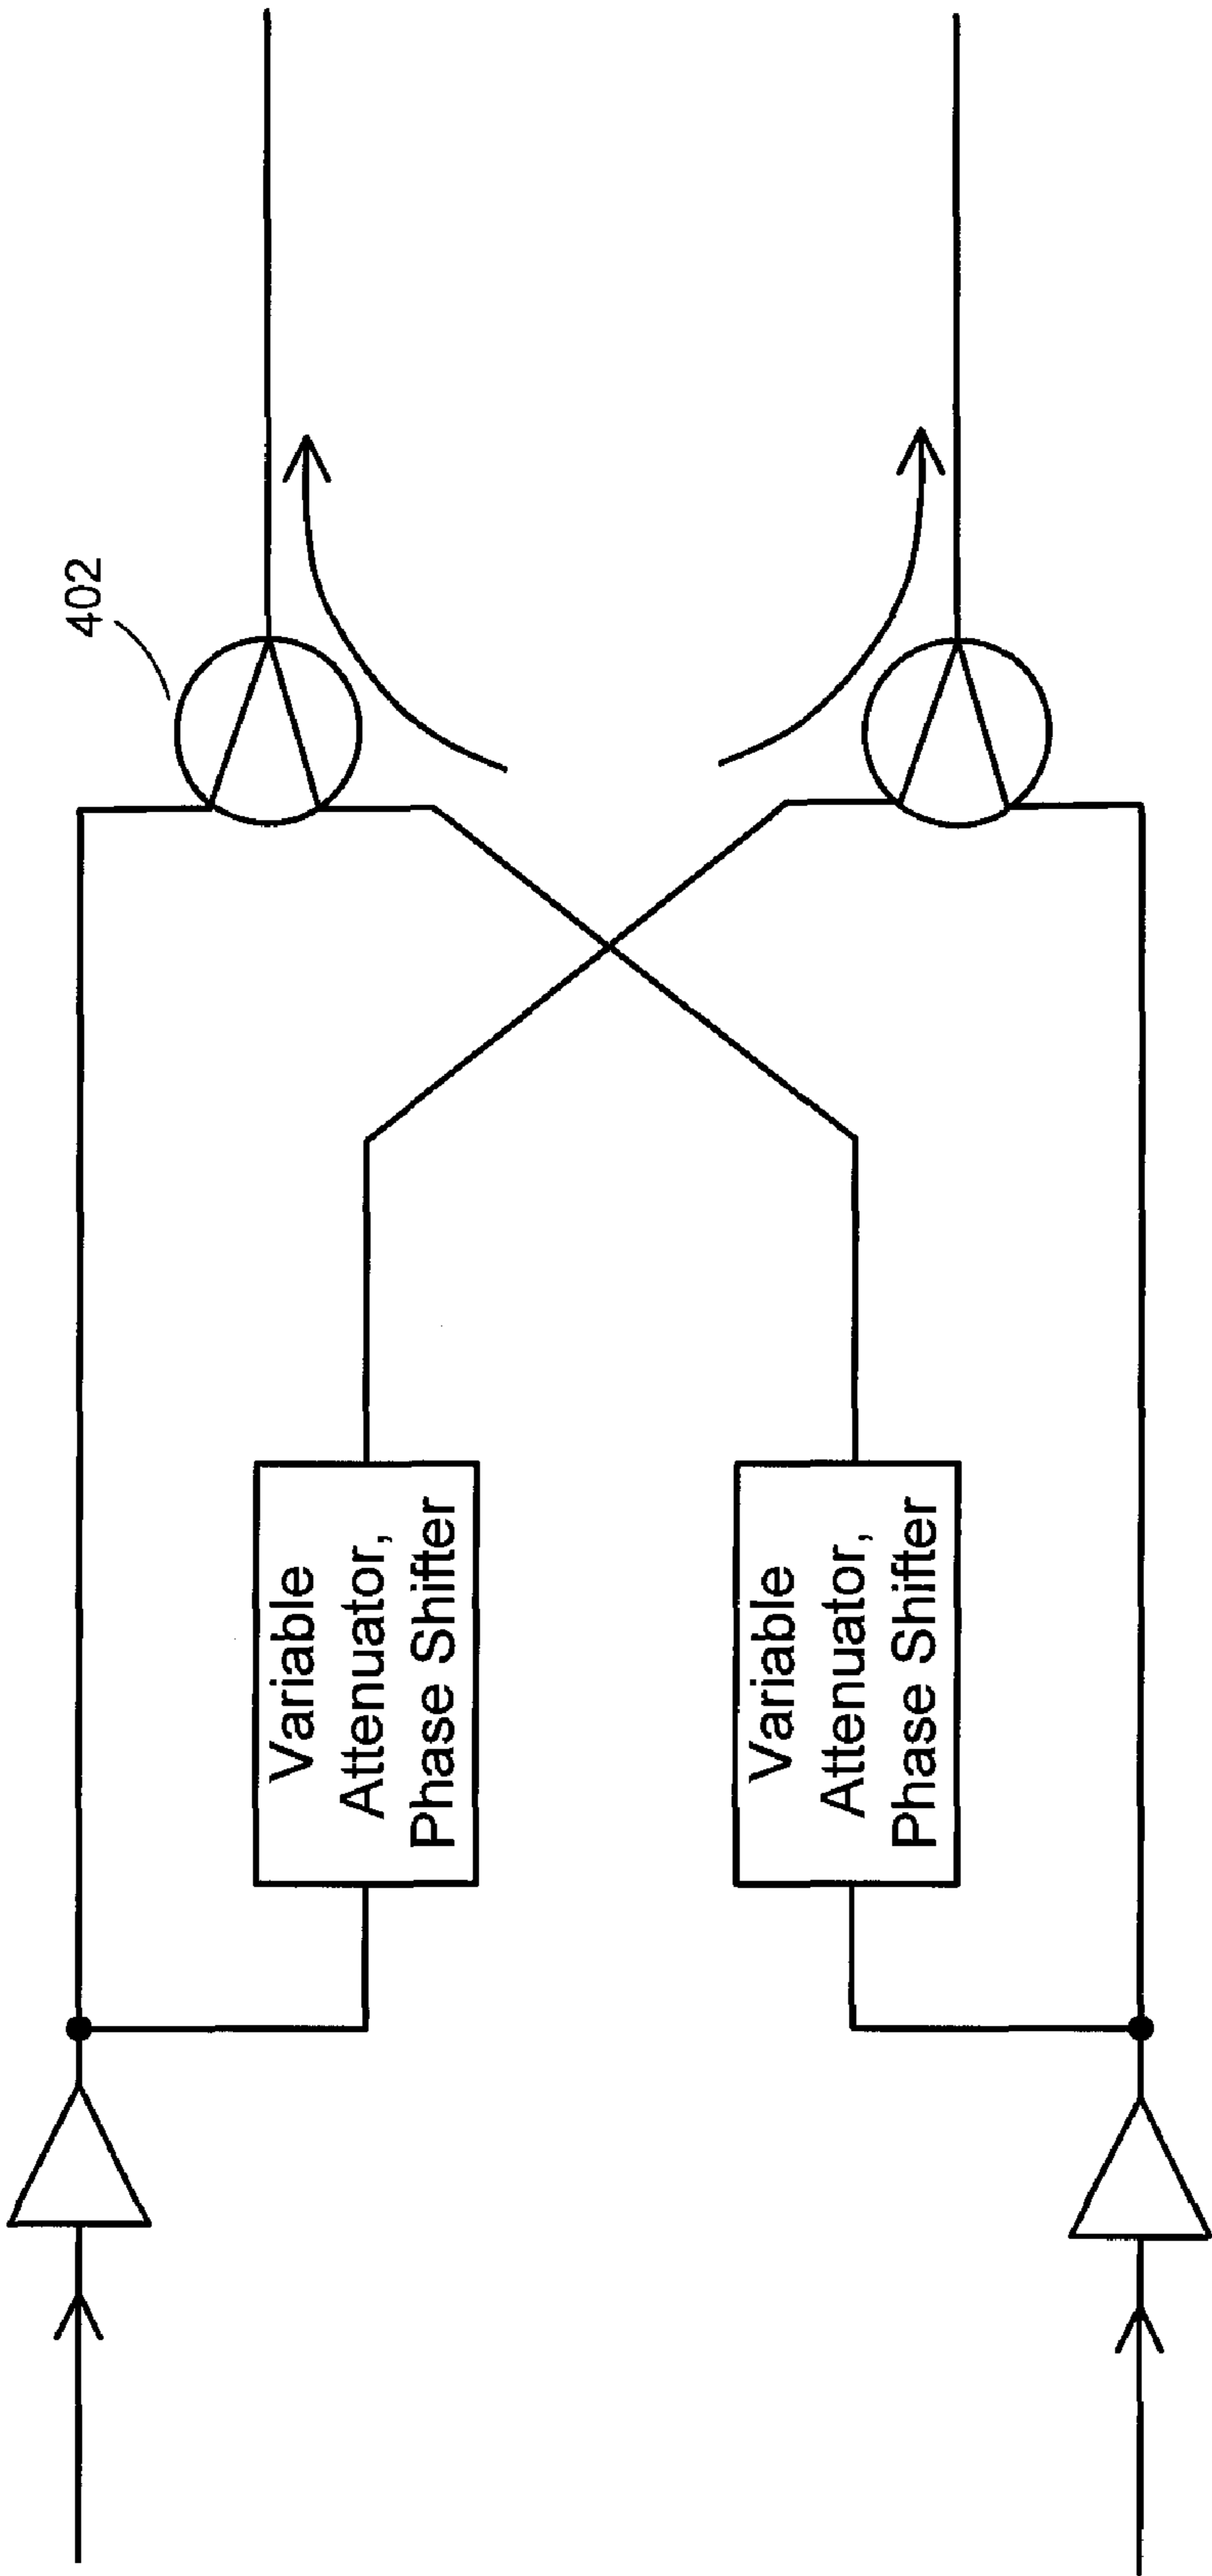 402
Variable
Attenuator,
Phase Shifter
Variable
Attenuator,
Phase Shifter